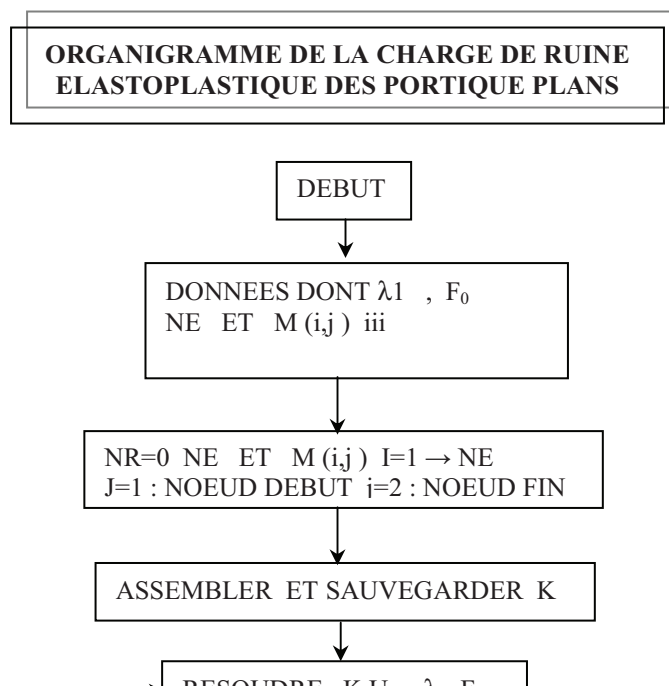 ORGANIGRAMME DE LA CHARGE DE RUINE
ELASTOPLASTIQUE DES PORTIQUE PLANS
DEBUT
DONNEES DONT λ1 , F₀
NE ET M (i,j ) iii
NR=0 NE ET M (i,j ) I=1 → NE
J=1 : NOEUD DEBUT j=2 : NOEUD FIN
ASSEMBLER ET SAUVEGARDER K
RESOUDRE K U λ F